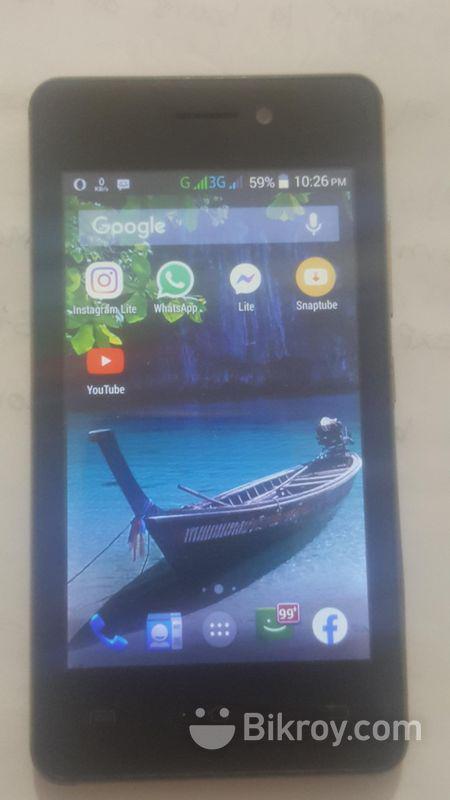 0
KB/s
G 3G 59% 10:26 PM
Google
Instagram Lite WhatsApp Lite Snaptube
YouTube
99+
Bikroy.com